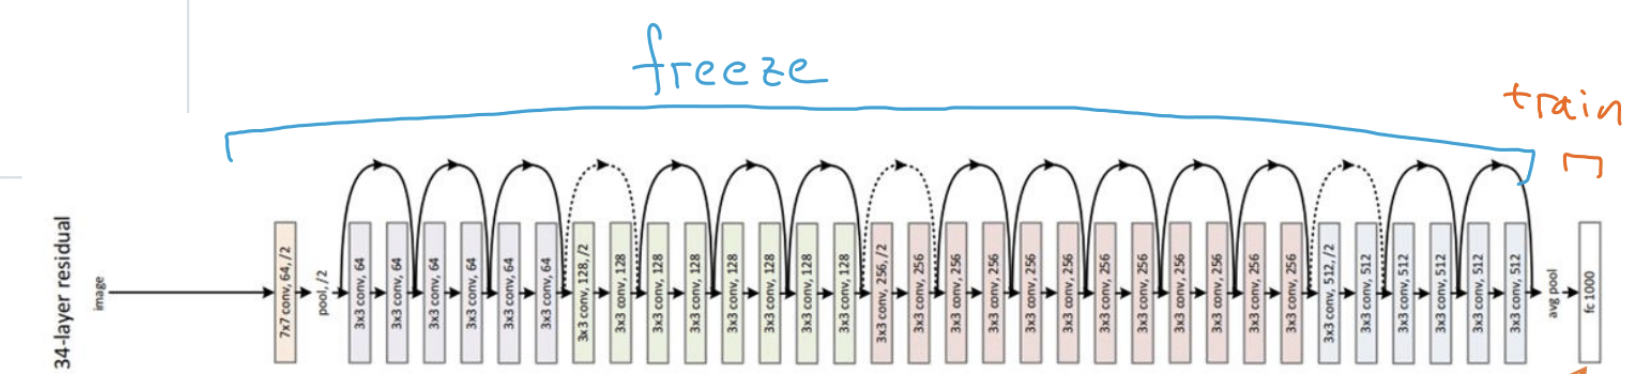 freeze
train
34-layer residual
image
7x7 conv, 64, /2
pool, /2
3x3 conv, 64
3x3 conv, 64
3x3 conv, 64
3x3 conv, 64
3x3 conv, 64
3x3 conv, 64
3x3 conv, 128, /2
3x3 conv, 128
3x3 conv, 128
3x3 conv, 128
3x3 conv, 128
3x3 conv, 128
3x3 conv, 128
3x3 conv, 128
3x3 conv, 256, /2
3x3 conv, 256
3x3 conv, 256
3x3 conv, 256
3x3 conv, 256
3x3 conv, 256
3x3 conv, 256
3x3 conv, 256
3x3 conv, 256
3x3 conv, 256
3x3 conv, 256
3x3 conv, 256
3x3 conv, 512, /2
3x3 conv, 512
3x3 conv, 512
3x3 conv, 512
3x3 conv, 512
3x3 conv, 512
avg pool
fc 1000